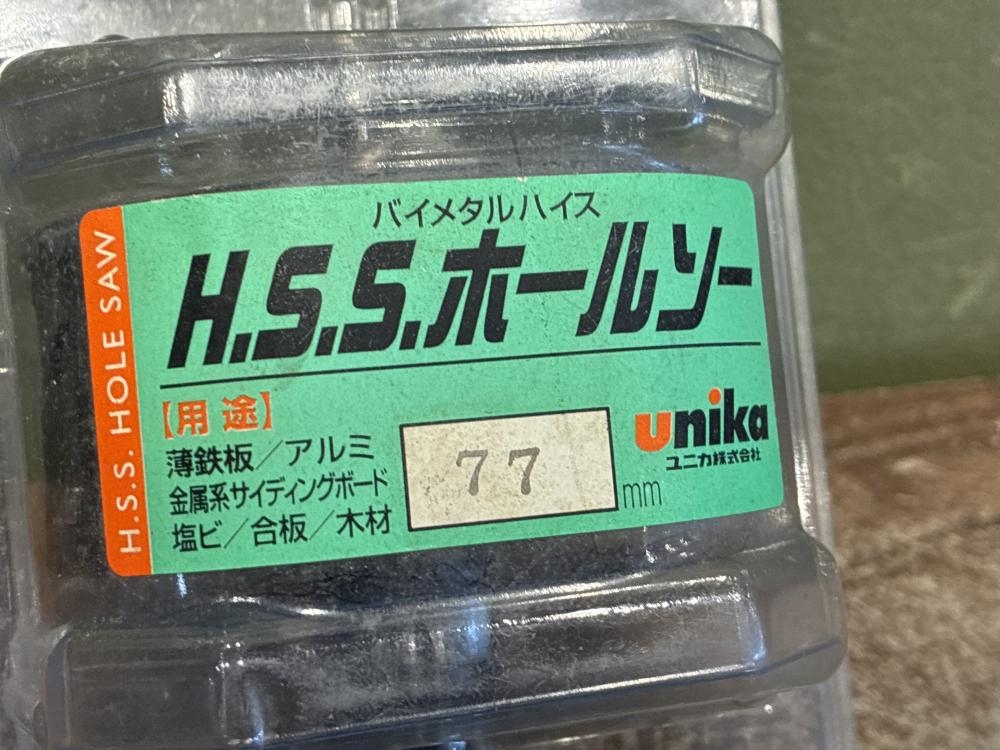 バイメタルハイス
H.S.S.ホールソー
H.S.S. HOLE SAW
【用途】
薄鉄板／アルミ
金属系サイディングボード
塩ビ／合板／木材
77
mm
unika
ユニカ株式会社